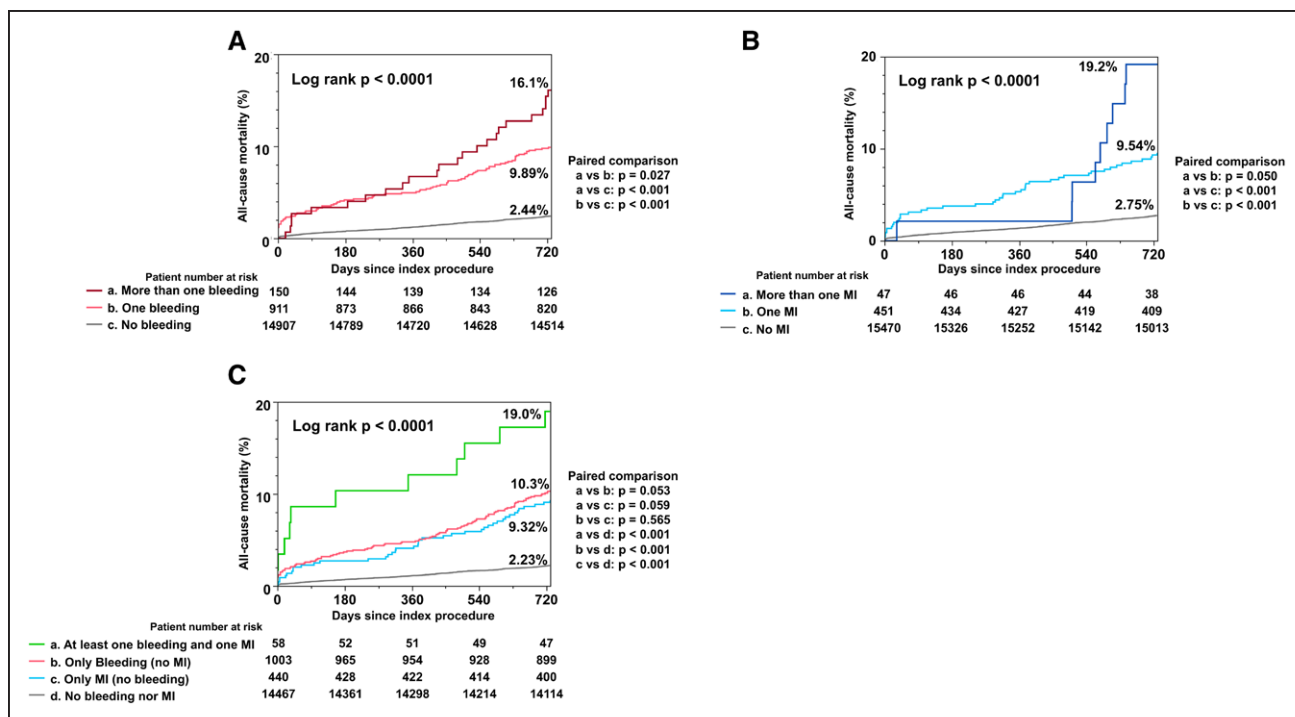 A
20
Log rank p < 0.0001
16.1%
All-cause mortality (%)
10
9.89%
2.44%
0
0 180 360 540 720
Days since index procedure
Paired comparison
a vs b: p = 0.027
a vs c: p < 0.001
b vs c: p < 0.001
Patient number at risk
a. More than one bleeding 150 144 139 134 126
b. One bleeding 911 873 866 843 820
c. No bleeding 14907 14789 14720 14628 14514
B
20
Log rank p < 0.0001
19.2%
All-cause mortality (%)
10
9.54%
2.75%
0
0 180 360 540 720
Days since index procedure
Paired comparison
a vs b: p = 0.050
a vs c: p < 0.001
b vs c: p < 0.001
Patient number at risk
a. More than one MI 47 46 46 44 38
b. One MI 451 434 427 419 409
c. No MI 15470 15326 15252 15142 15013
C
20
Log rank p < 0.0001
19.0%
All-cause mortality (%)
10
10.3%
9.32%
2.23%
0
0 180 360 540 720
Days since index procedure
Paired comparison
a vs b: p = 0.053
a vs c: p = 0.059
b vs c: p = 0.565
a vs d: p < 0.001
b vs d: p < 0.001
c vs d: p < 0.001
Patient number at risk
a. At least one bleeding and one MI 58 52 51 49 47
b. Only Bleeding (no MI) 1003 965 954 928 899
c. Only MI (no bleeding) 440 428 422 414 400
d. No bleeding nor MI 14467 14361 14298 14214 14114